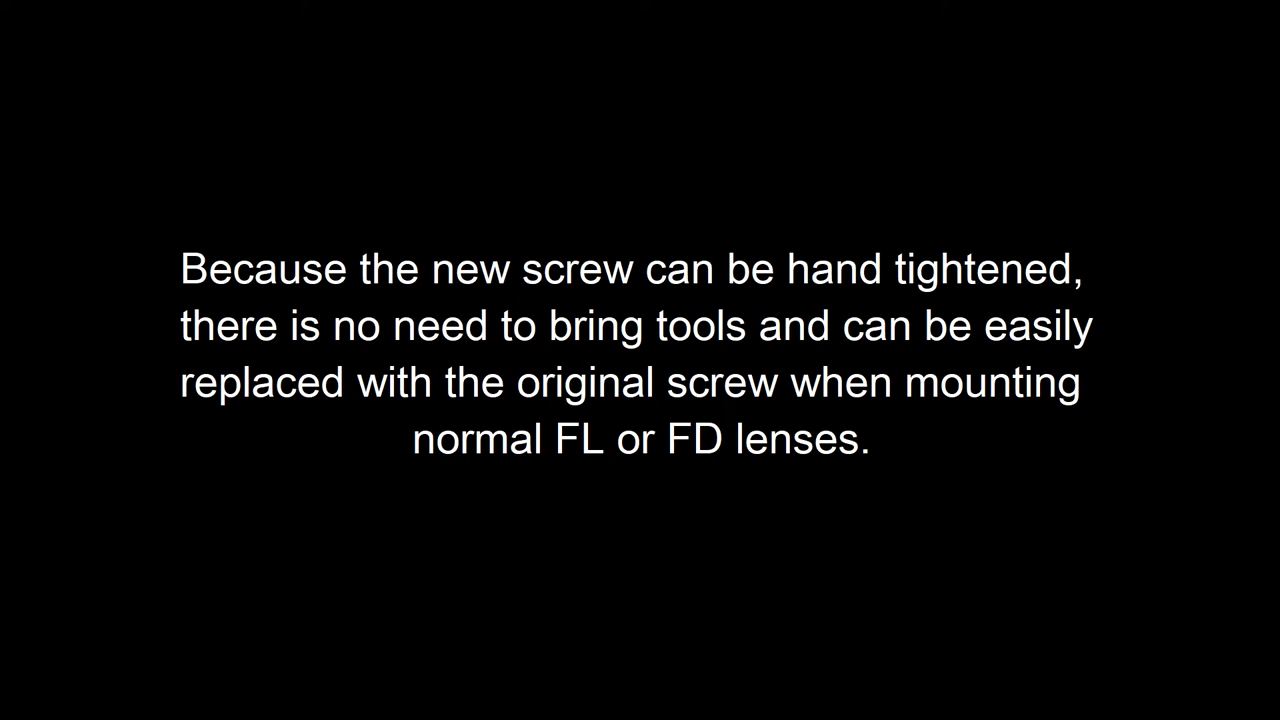 Because the new screw can be hand tightened,
there is no need to bring tools and can be easily
replaced with the original screw when mounting
normal FL or FD lenses.